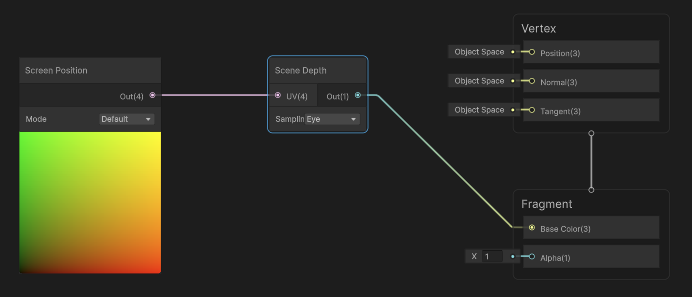 Screen Position
Out(4)
Mode
Default
Scene Depth
UV(4)
Out(1)
Samplin
Eye
Vertex
Object Space
Position(3)
Object Space
Normal(3)
Object Space
Tangent(3)
Fragment
Base Color(3)
X 1
Alpha(1)